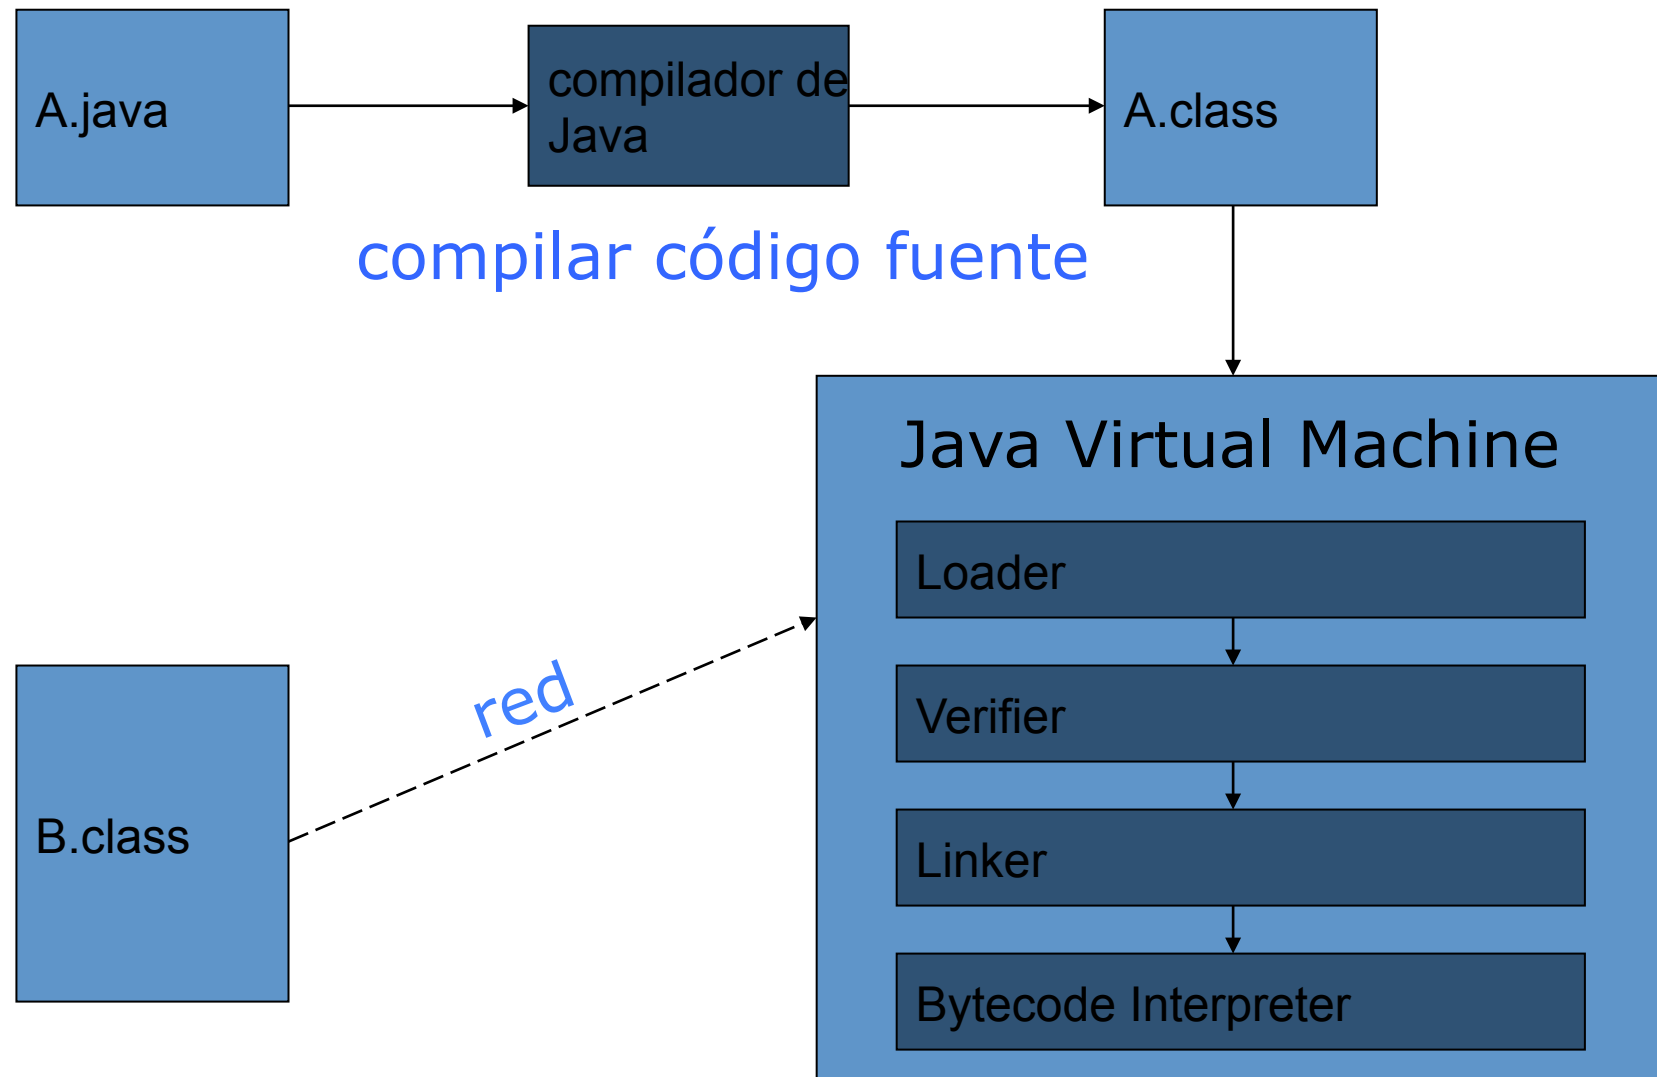 A.java
compilador de
Java
A.class
compilar código fuente
Java Virtual Machine
Loader
red
Verifier
B.class
Linker
Bytecode Interpreter